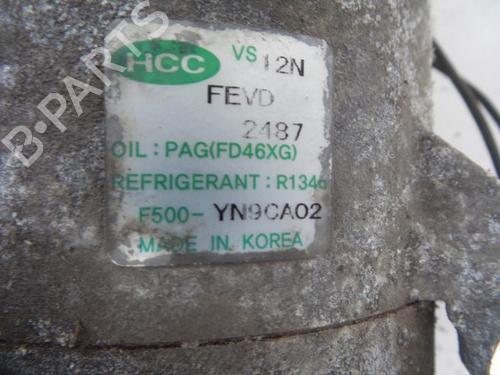 HCC VS 12N
FEVD
2487
OIL : PAG(FD46XG)
REFRIGERANT : R134a
F500- YN9CA02
MADE IN KOREA
B-PARTS